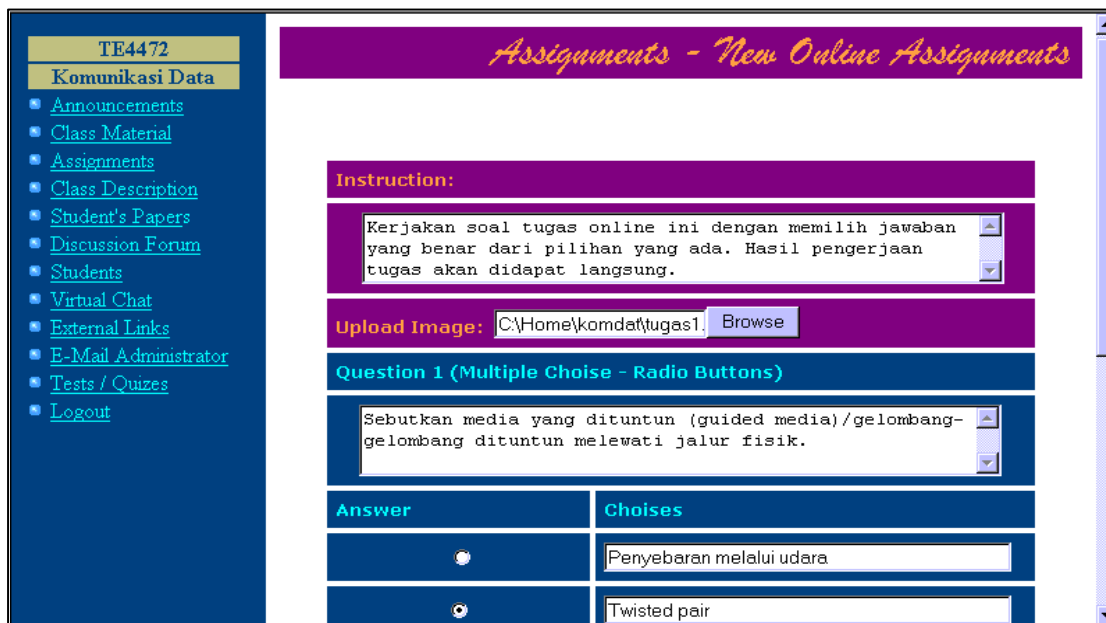 TE4472
Komunikasi Data
Announcements
Class Material
Assignments
Class Description
Student's Papers
Discussion Forum
Students
Virtual Chat
External Links
E-Mail Administrator
Tests / Quizes
Logout
Assignments - New Online Assignments
Instruction:
Kerjakan soal tugas online ini dengan memilih jawaban
yang benar dari pilihan yang ada. Hasil pengerjaan
tugas akan didapat langsung.
Upload Image: C:\Home\komdat\tugas1. Browse
Question 1 (Multiple Choise - Radio Buttons)
Sebutkan media yang dituntun (guided media)/gelombang-
gelombang dituntun melewati jalur fisik.
Answer Choises
Penyebaran melalui udara
Twisted pair